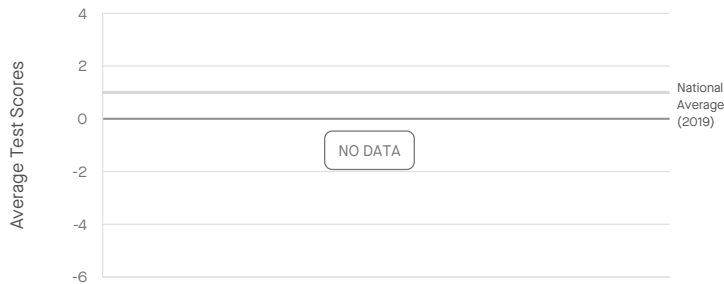 4
2
0
-2
-4
-6
Average Test Scores
National
Average
(2019)
NO DATA